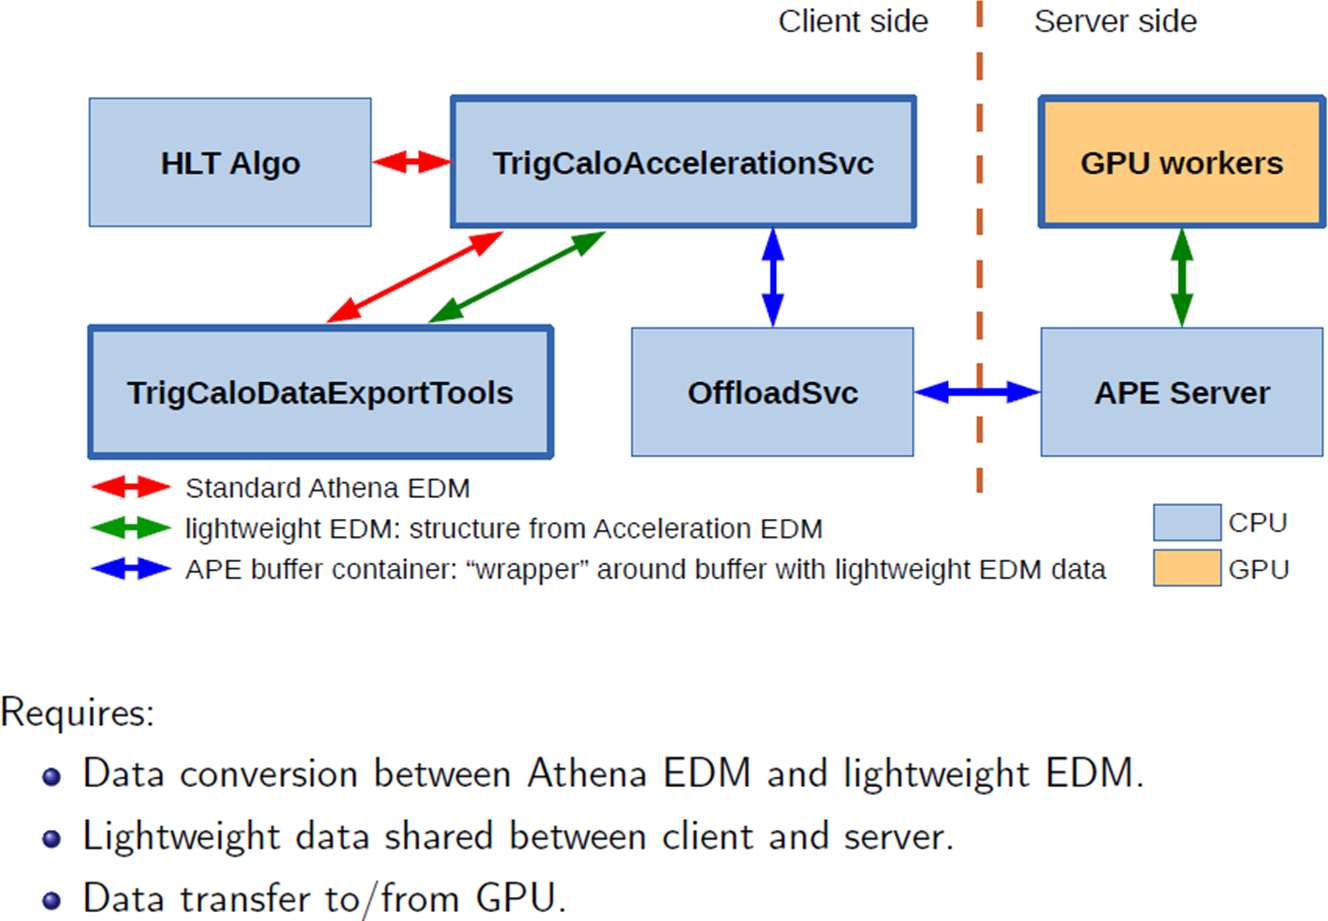 Client side
Server side
HLT Algo
TrigCaloAccelerationSvc
GPU workers
TrigCaloDataExportTools
OffloadSvc
APE Server
Standard Athena EDM
lightweight EDM: structure from Acceleration EDM
APE buffer container: “wrapper” around buffer with lightweight EDM data
CPU
GPU
Requires:
Data conversion between Athena EDM and lightweight EDM.
Lightweight data shared between client and server.
Data transfer to/from GPU.